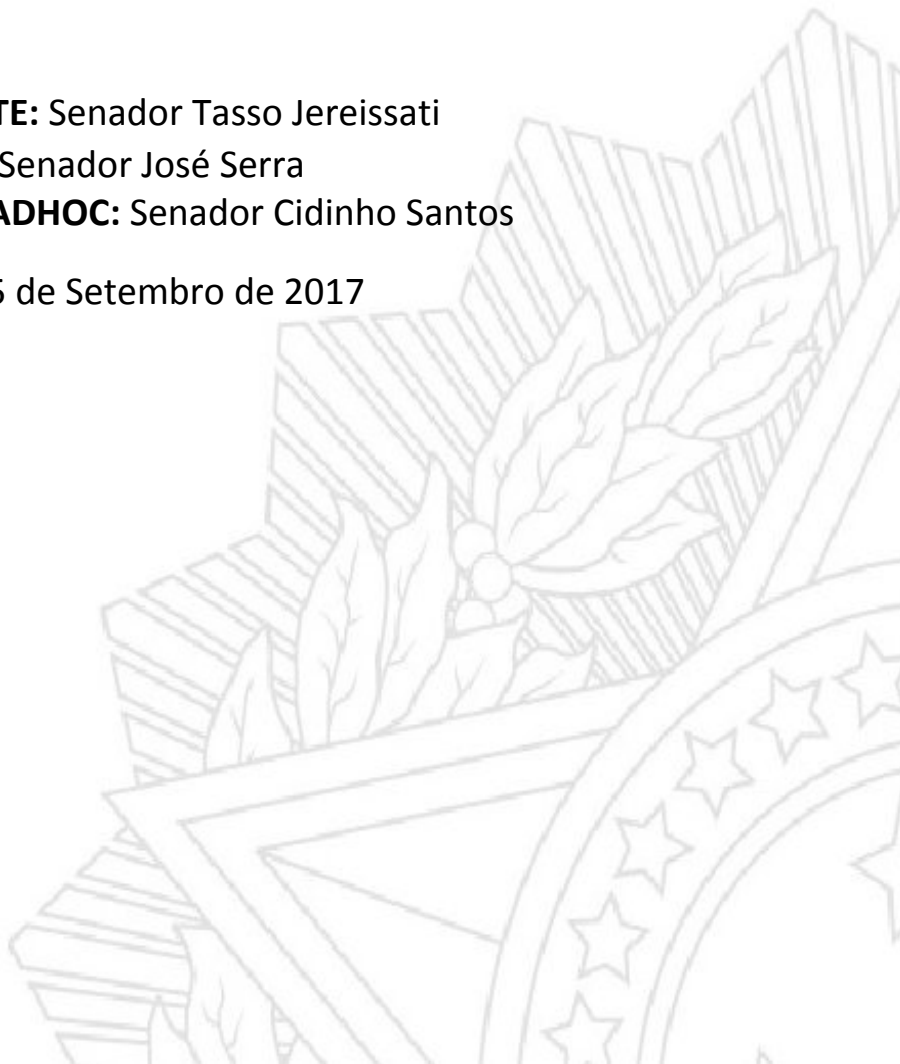 TE: Senador Tasso Jereissati
Senador José Serra
ADHOC: Senador Cidinho Santos
5 de Setembro de 2017